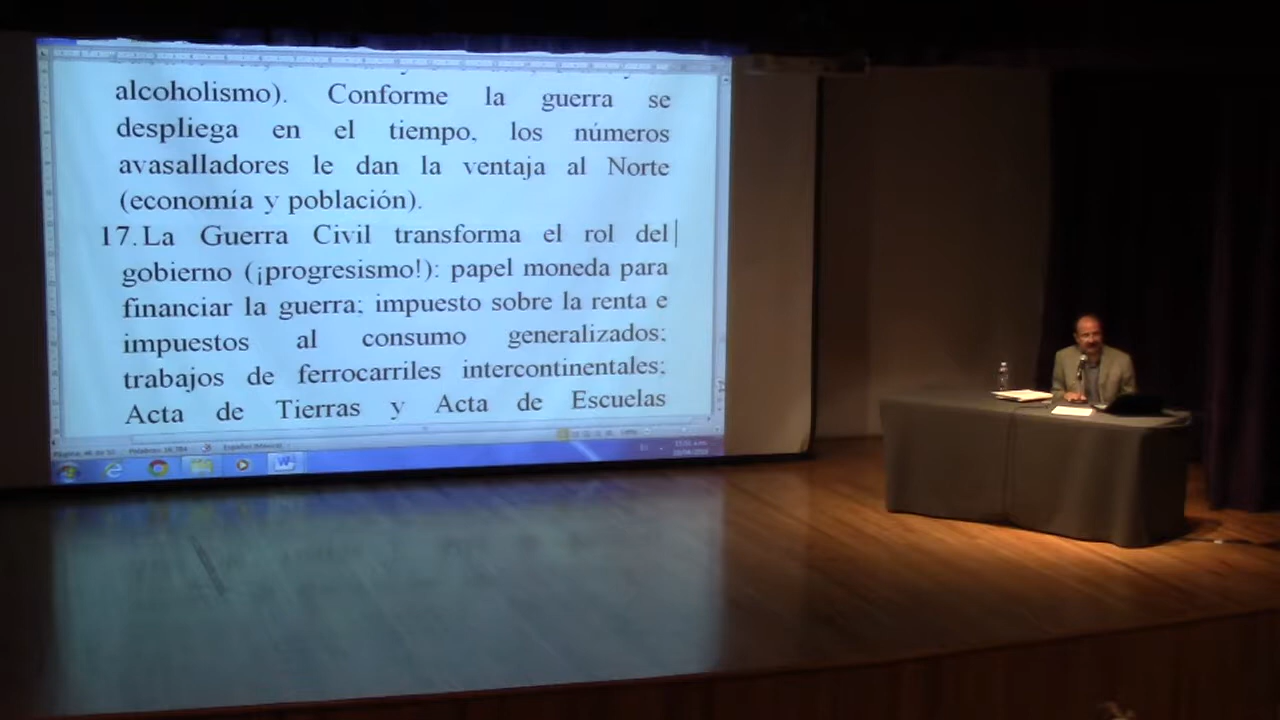 alcoholismo). Conforme la guerra se
despliega en el tiempo, los números
avasalladores le dan la ventaja al Norte
(economía y población).
17. La Guerra Civil transforma el rol del
gobierno (¡progresismo!): papel moneda para
financiar la guerra; impuesto sobre la renta e
impuestos al consumo generalizados;
trabajos de ferrocarriles intercontinentales;
Acta de Tierras y Acta de Escuelas